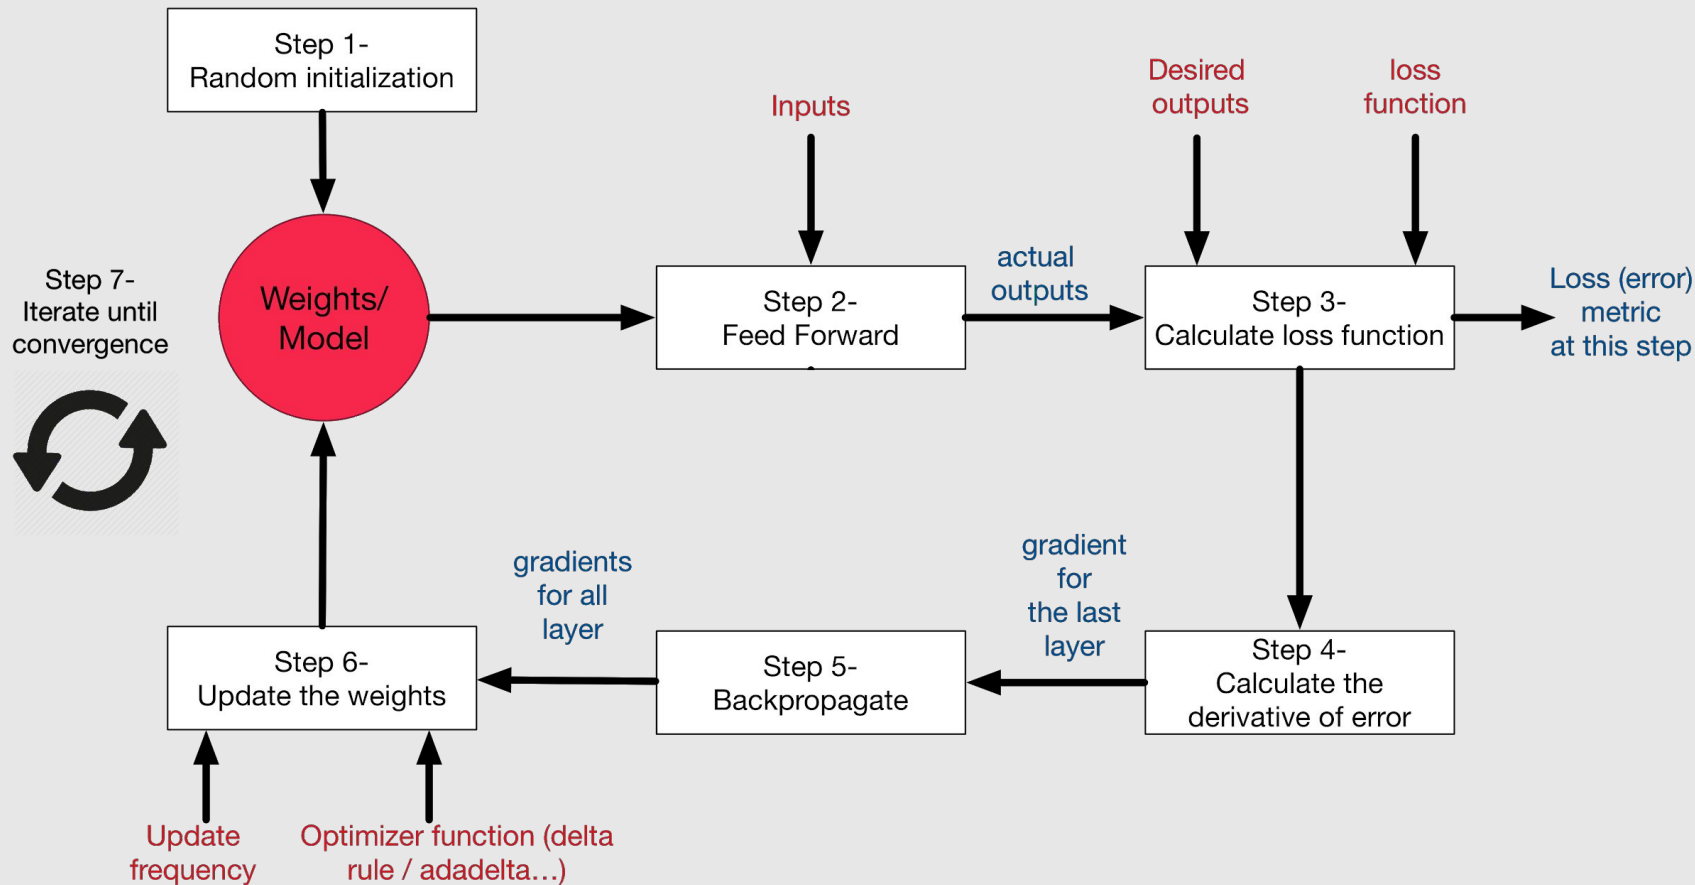 Step 1-
Random initialization
Inputs
Desired
outputs
loss
function
Step 7-
Iterate until
convergence
Weights/
Model
Step 2-
Feed Forward
actual
outputs
Step 3-
Calculate loss function
Loss (error)
metric
at this step
gradients
for all
layer
gradient
for
the last
layer
Step 6-
Update the weights
Step 5-
Backpropagate
Step 4-
Calculate the
derivative of error
Update
frequency
Optimizer function (delta
rule / adadelta...)